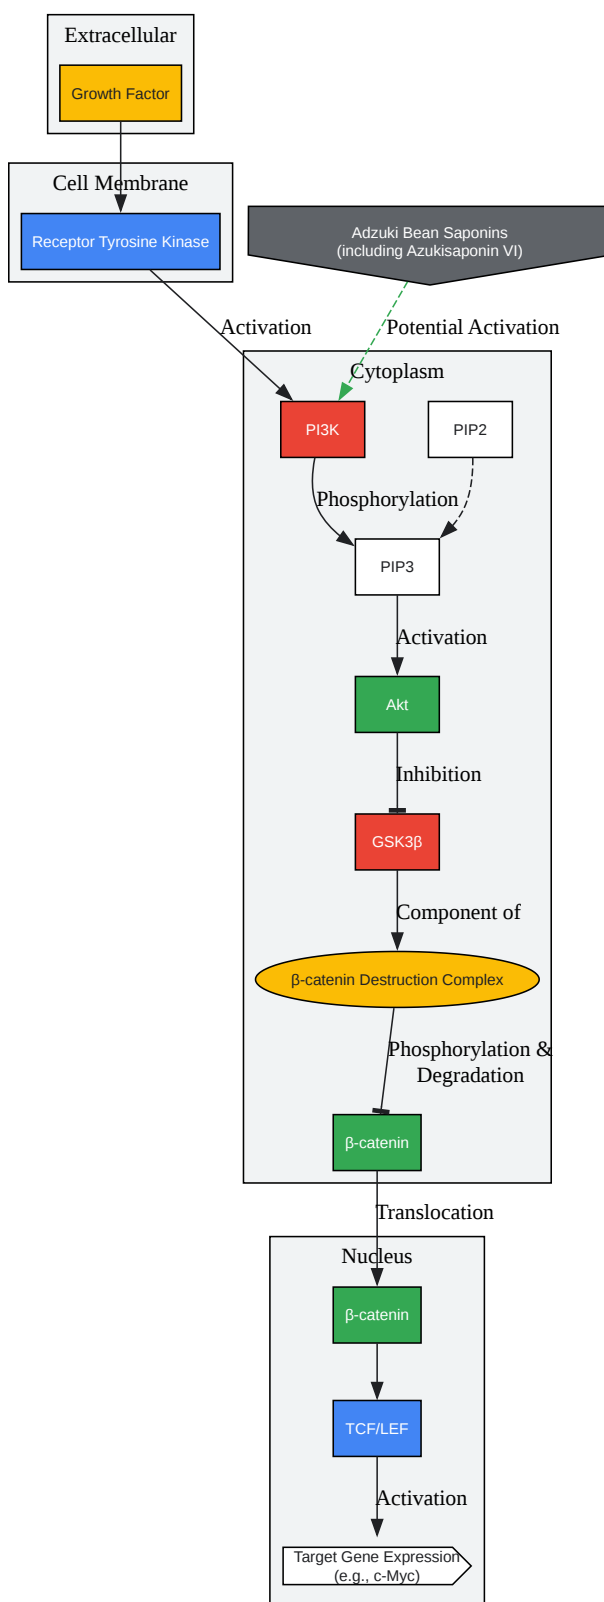 Extracellular
Growth Factor
Cell Membrane
Receptor Tyrosine Kinase
Adzuki Bean Saponins
(including Azukisaponin VI)
Activation
Potential Activation
Cytoplasm
PI3K
PIP2
Phosphorylation
PIP3
Activation
Akt
Inhibition
GSK3β
Component of
β-catenin Destruction Complex
Phosphorylation &
Degradation
β-catenin
Translocation
Nucleus
β-catenin
TCF/LEF
Activation
Target Gene Expression
(e.g., c-Myc)